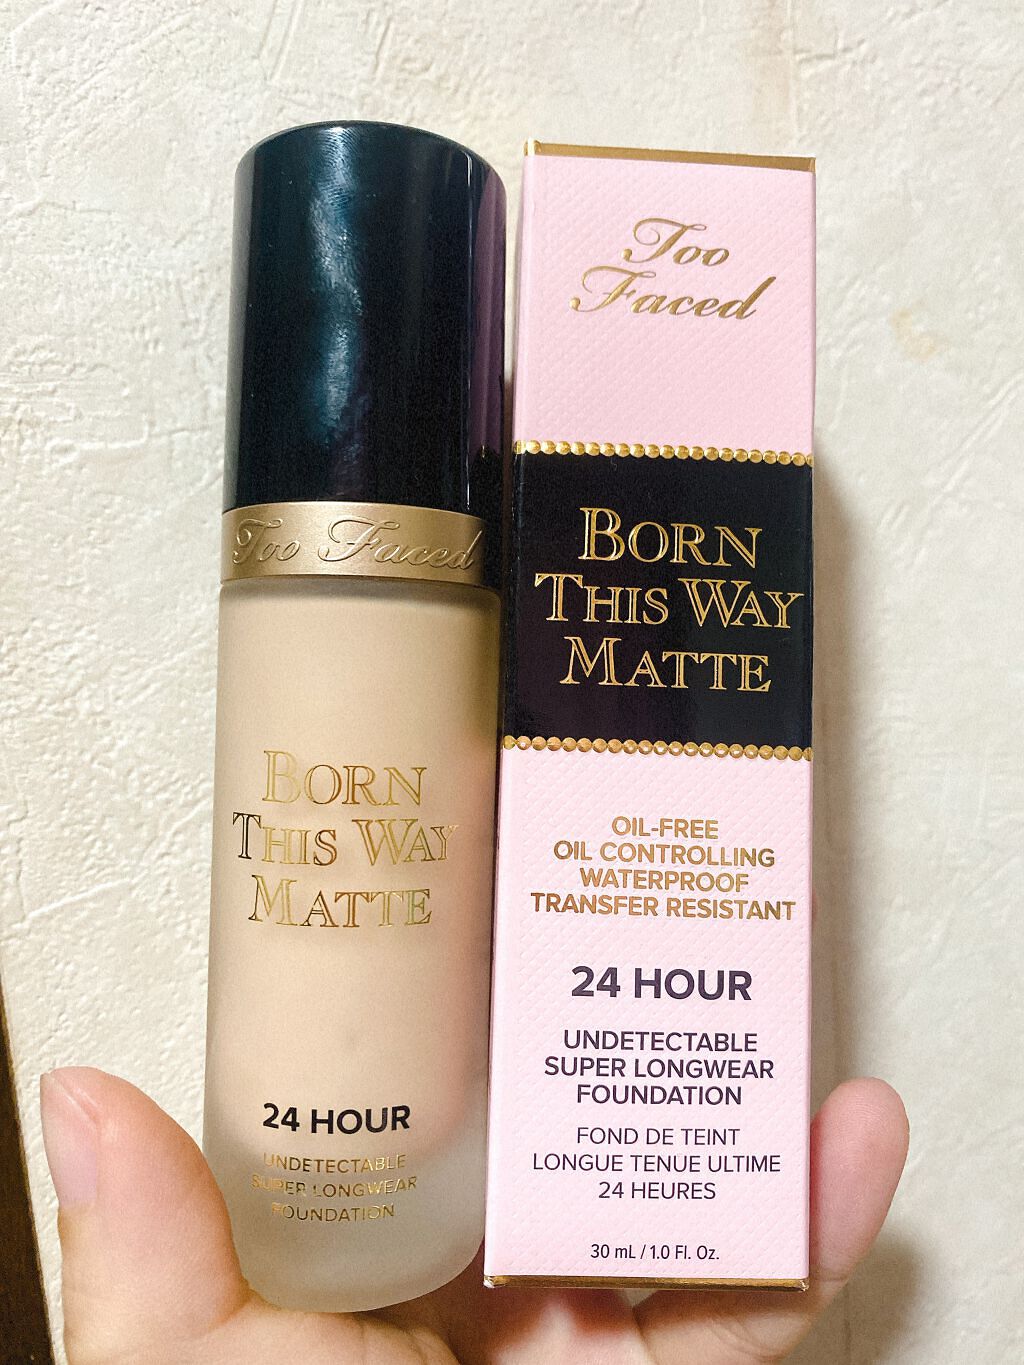 Too Faced
BORN
THIS WAY
MATTE
24 HOUR
UNDETECTABLE
SUPER LONGWEAR
FOUNDATION
Too
Faced
BORN
THIS WAY
MATTE
OIL-FREE
OIL CONTROLLING
WATERPROOF
TRANSFER RESISTANT
24 HOUR
UNDETECTABLE
SUPER LONGWEAR
FOUNDATION
FOND DE TEINT
LONGUE TENUE ULTIME
24 HEURES
30 mL / 1.0 Fl. Oz.